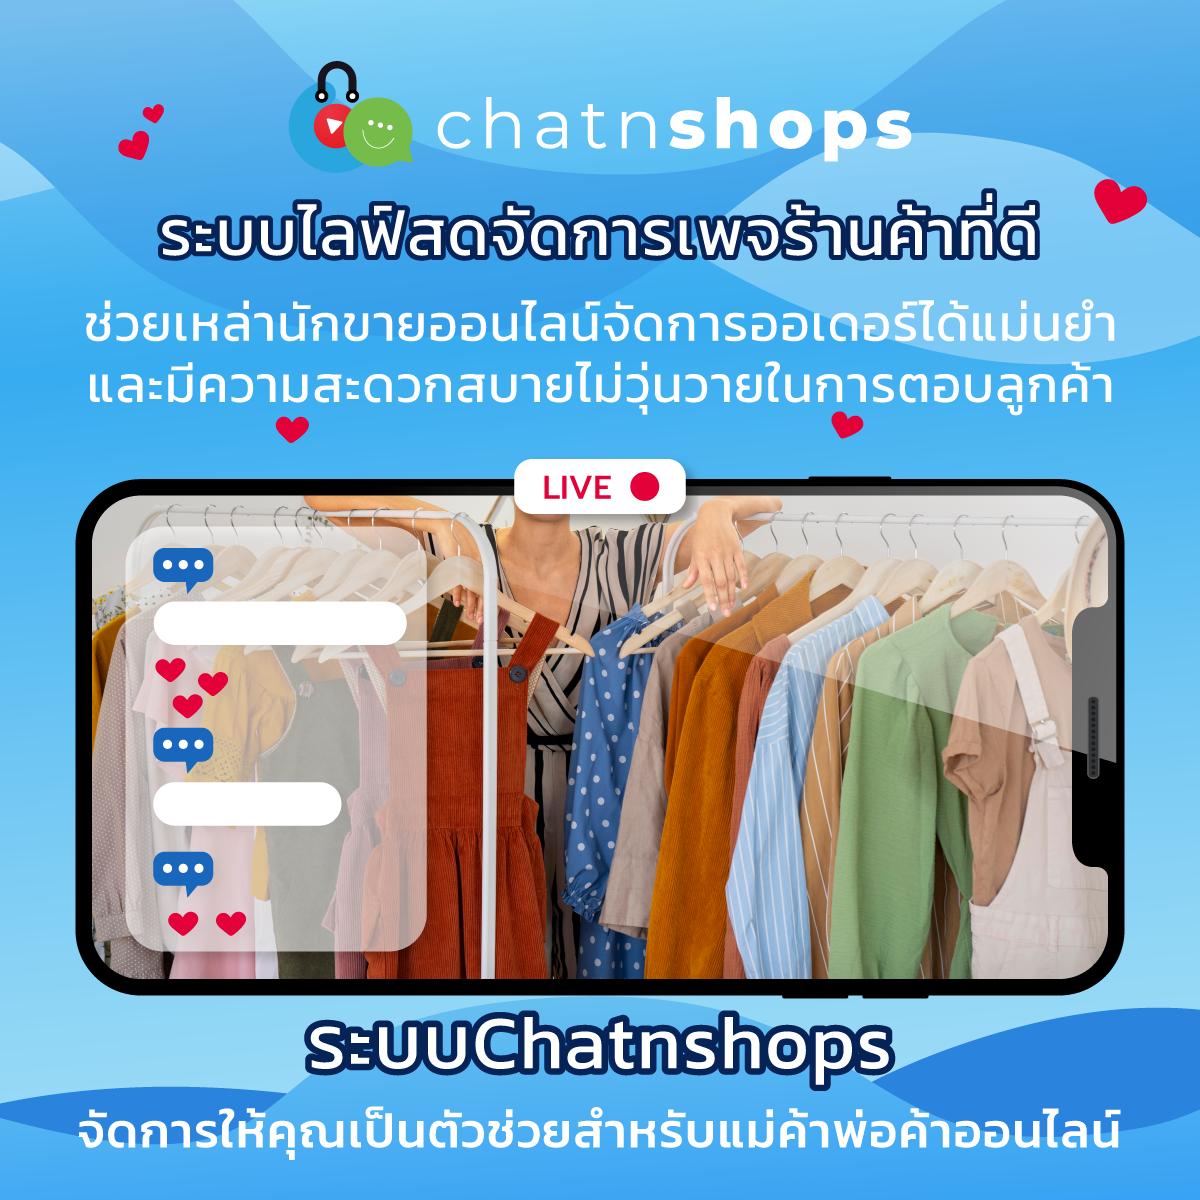 chatnshops
ระบบไลฟ์สดจัดการเพจร้านค้าที่ดี
ช่วยเหล่านักขายออนไลน์จัดการออเดอร์ได้แม่นยำ
และมีความสะดวกสบายไม่วุ่นวายในการตอบลูกค้า
LIVE
ระบบChatnshops
จัดการให้คุณเป็นตัวช่วยสำหรับแม่ค้าพ่อค้าออนไลน์